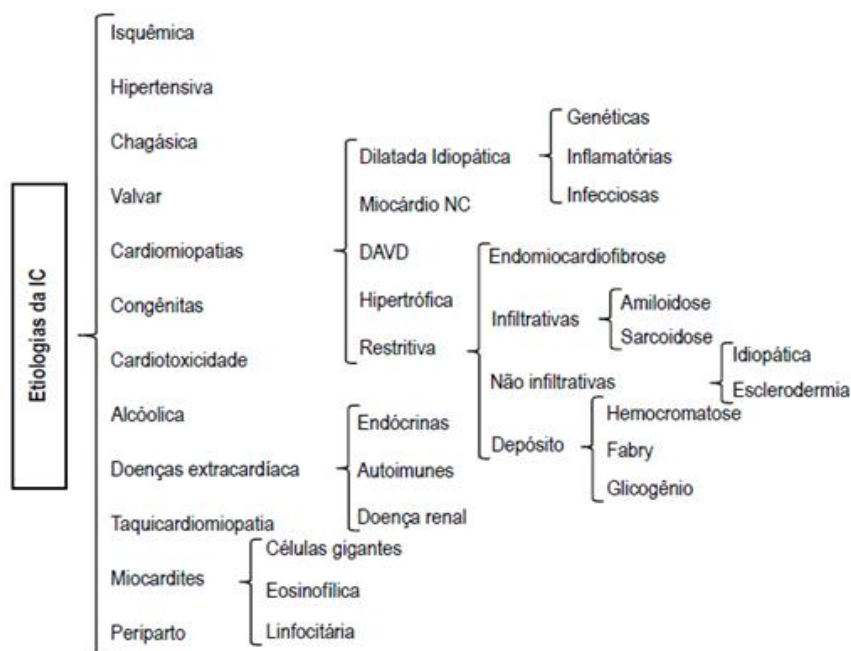 Etiologias da IC
Isquêmica
Hipertensiva
Chagásica
Valvar
Cardiomiopatias
Congênitas
Cardiotoxicidade
Alcóolica
Doenças extracardíaca
Taquicardiomiopatia
Miocardites
Periparto
Dilatada Idiopática
Miocárdio NC
DAVD
Hipertrófica
Restritiva
Genéticas
Inflamatórias
Infecciosas
Endomiocardiofibrose
Infiltrativas
Não infiltrativas
Depósito
Amiloidose
Sarcoidose
Idiopática
Esclerodermia
Hemocromatose
Fabry
Glicogênio
Endócrinas
Autoimunes
Doença renal
Células gigantes
Eosinofílica
Linfocitária